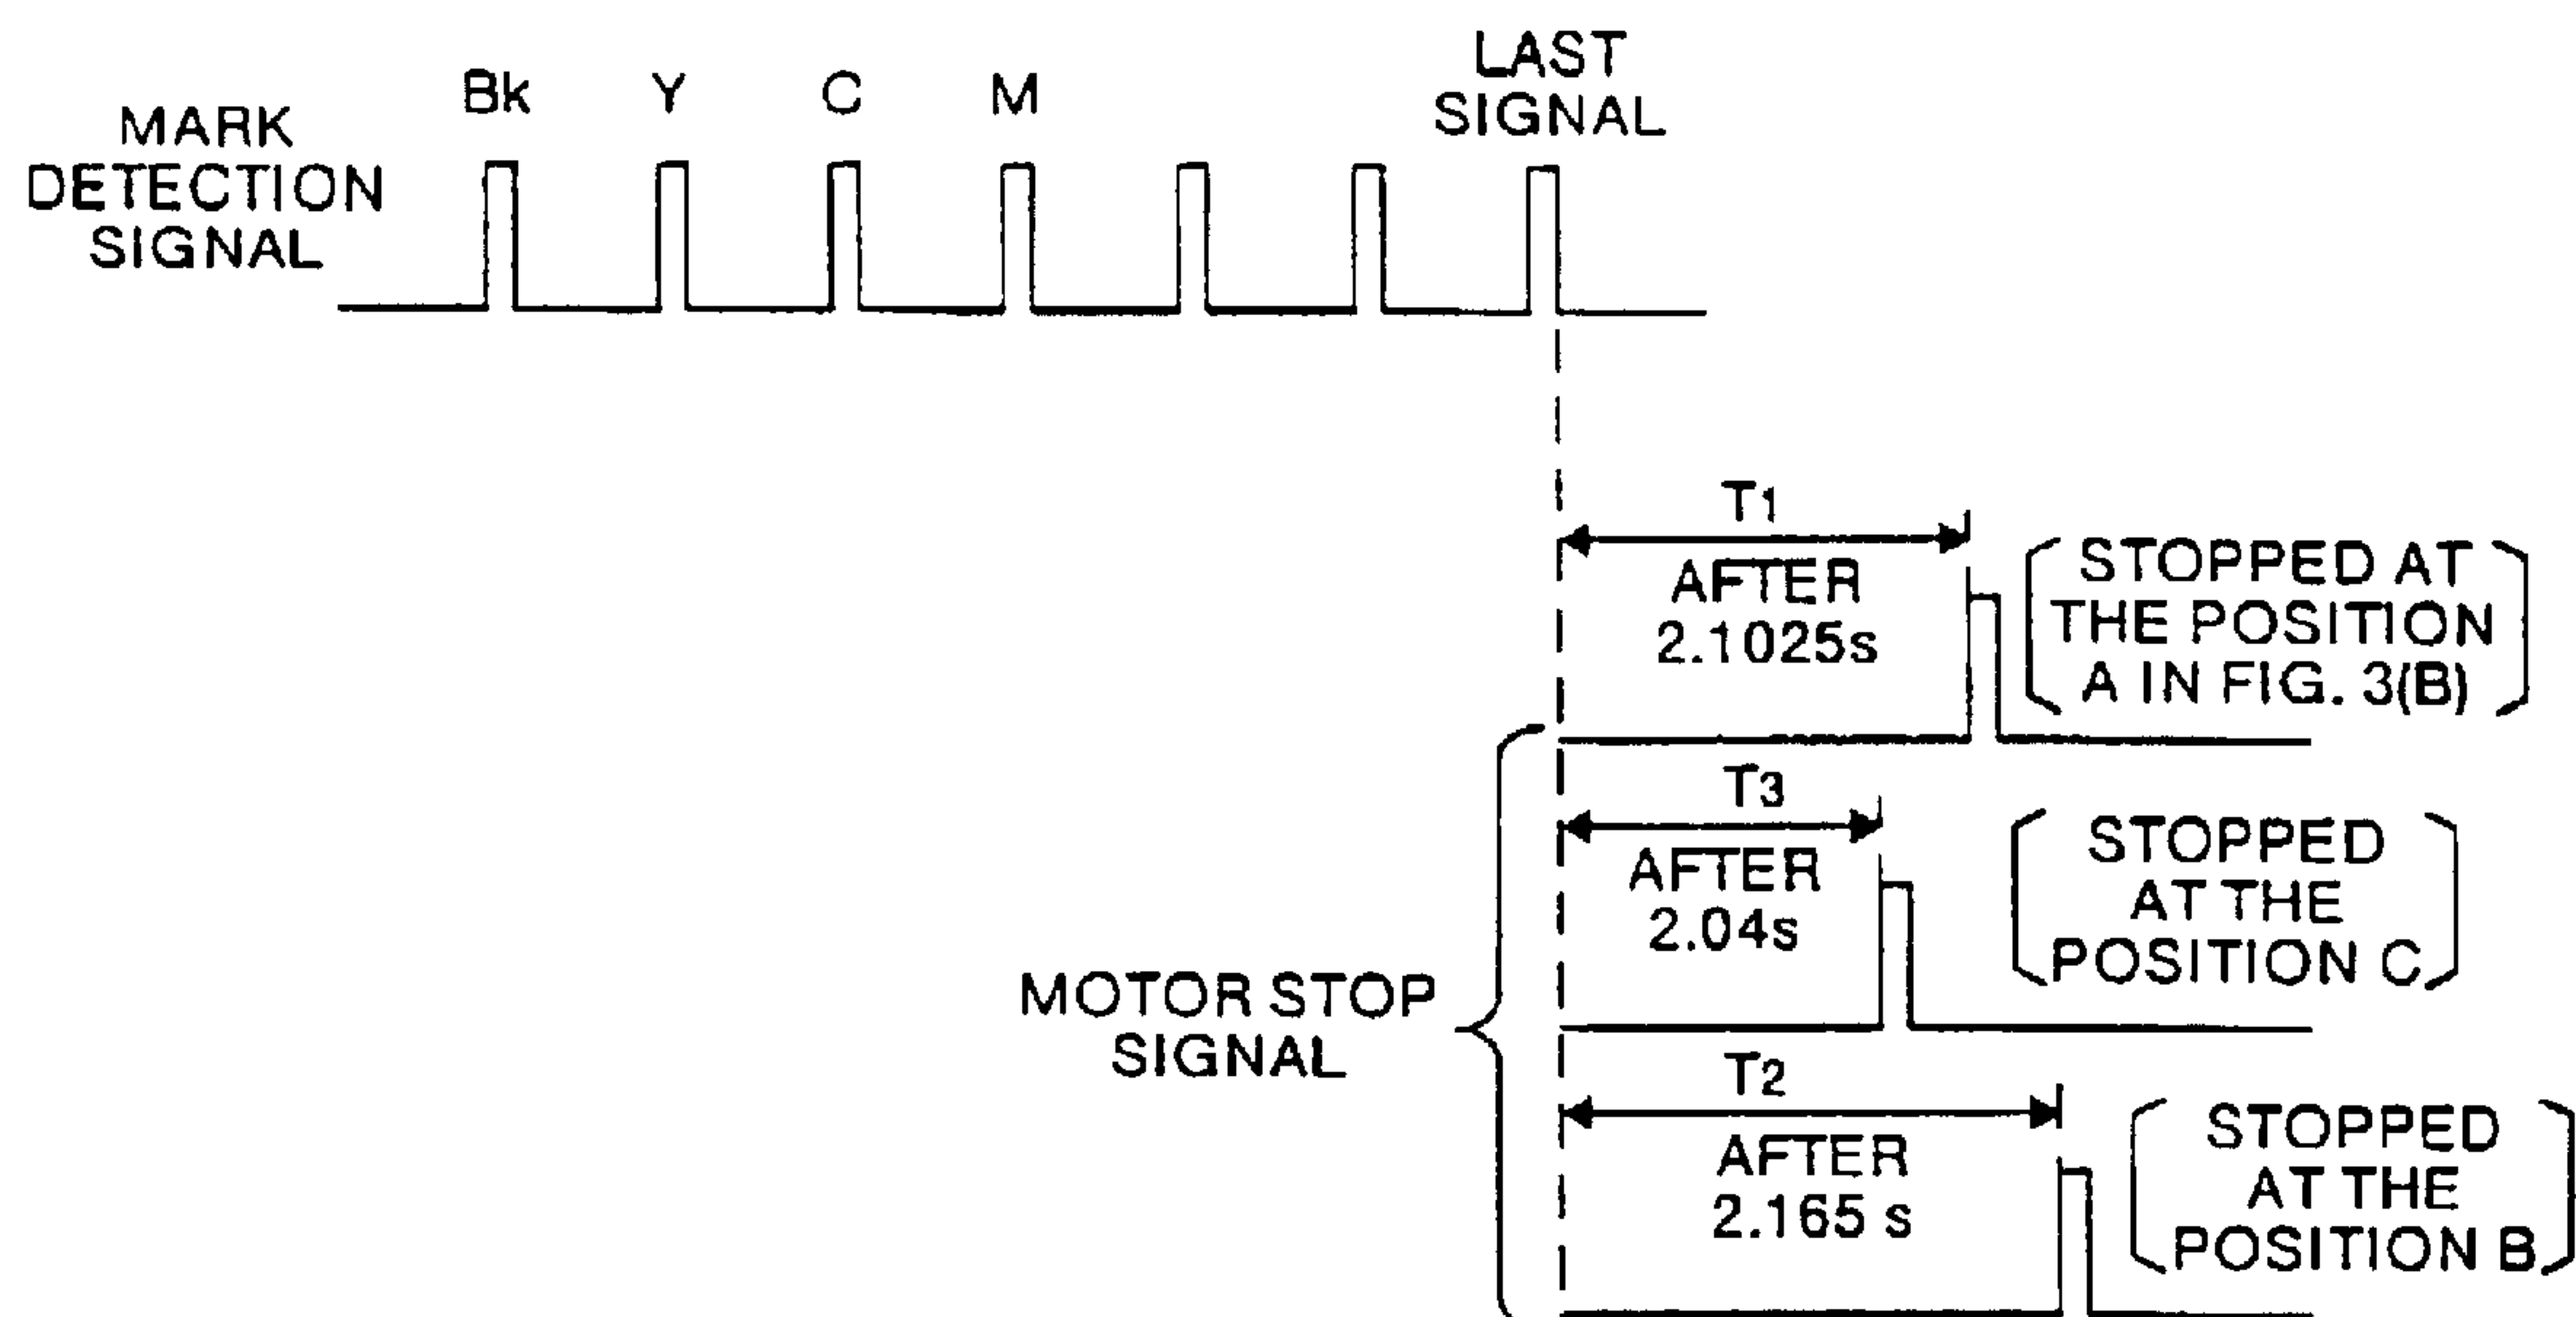 MARK
DETECTION
SIGNAL
Bk
Y
C
M
LAST
SIGNAL
T1
AFTER
2.1025s
STOPPED AT
THE POSITION
A IN FIG. 3(B)
T3
AFTER
2.04s
STOPPED
AT THE
POSITION C
MOTOR STOP
SIGNAL
T2
AFTER
2.165 s
STOPPED
AT THE
POSITION B